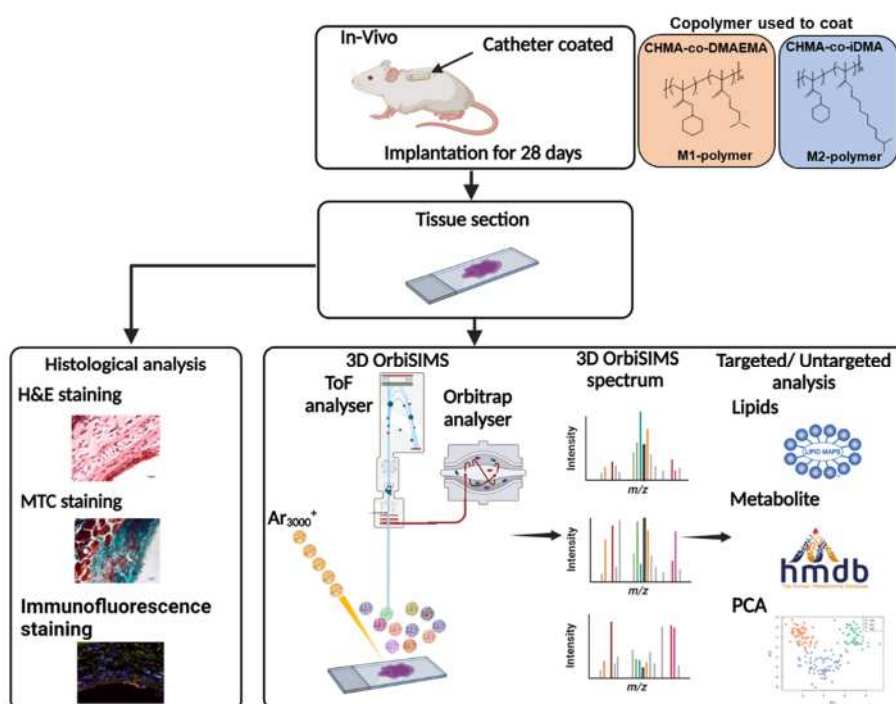 In-Vivo
Catheter coated
Implantation for 28 days
Copolymer used to coat
CHMA-co-DMAEMA
M1-polymer
CHMA-co-iDMA
M2-polymer
Tissue section
Histological analysis
H&E staining
MTC staining
Immunofluorescence
staining
3D OrbiSIMS
ToF
analyser
Orbitrap
analyser
Ar3000+
3D OrbiSIMS
spectrum
Intensity
m/z
Intensity
m/z
Intensity
m/z
Targeted/ Untargeted
analysis
Lipids
LIPID MAPS
Metabolite
hmdb
PCA